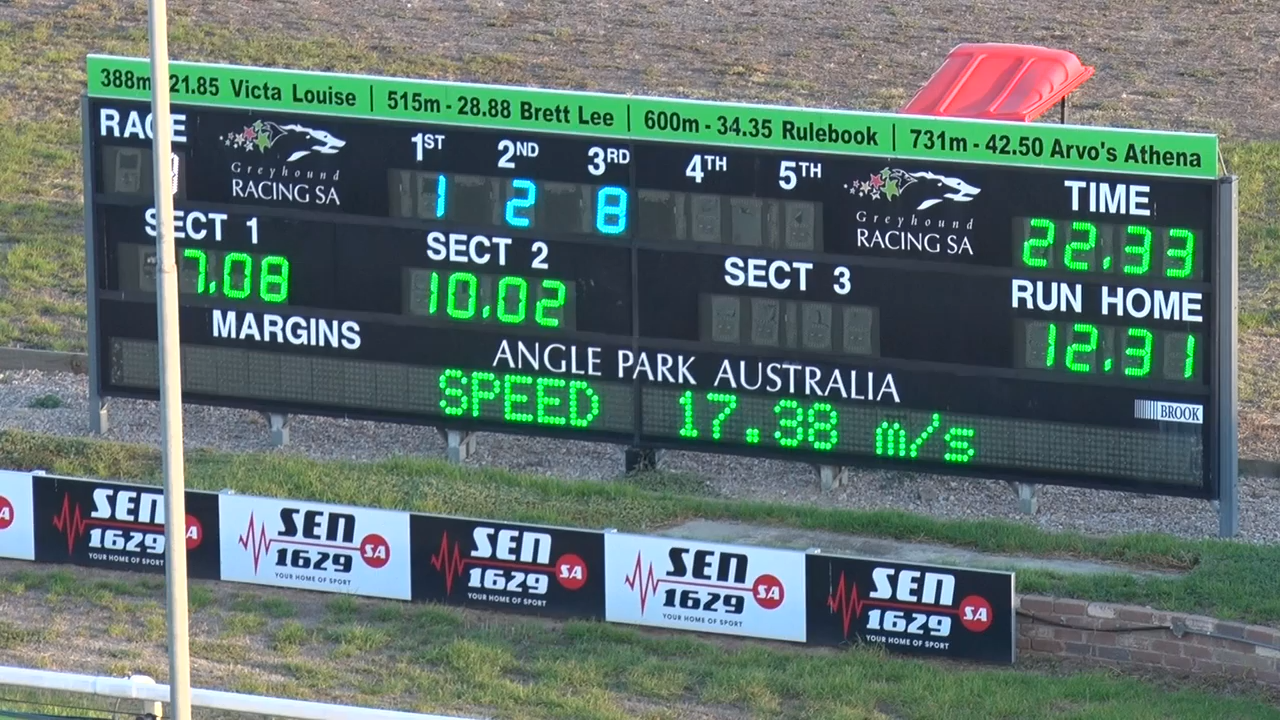 388m 21.85 Victa Louise | 515m - 28.88 Brett Lee | 600m - 34.35 Rulebook | 731m - 42.50 Arvo's Athena
RACE
Greyhound
RACING SA
1ST 2ND 3RD 4TH 5TH
1 2 8
Greyhound
RACING SA
TIME
22.33
SECT 1
7.08
SECT 2
10.02
SECT 3
RUN HOME
12.31
MARGINS
ANGLE PARK AUSTRALIA
SPEED 17.38 m/s
BROOK
SA
SEN
1629
SA
YOUR HOME OF SPORT
SEN
1629
SA
YOUR HOME OF SPORT
SEN
1629
SA
YOUR HOME OF SPORT
SEN
1629
SA
YOUR HOME OF SPORT
SEN
1629
SA
YOUR HOME OF SPORT